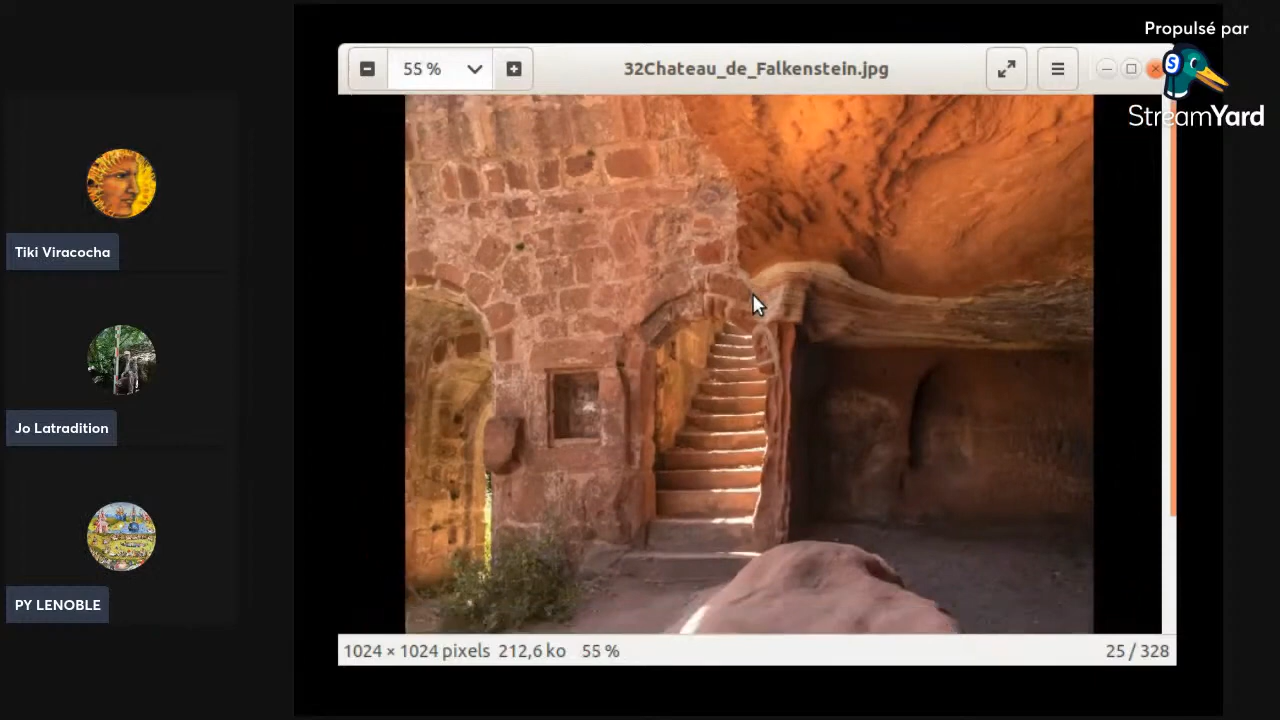 Propulsé par
StreamYard
55 %
32Chateau_de_Falkenstein.jpg
Tiki Viracocha
Jo Latradition
PY LENOBLE
1024 × 1024 pixels 212,6 ko 55 %
25 / 328